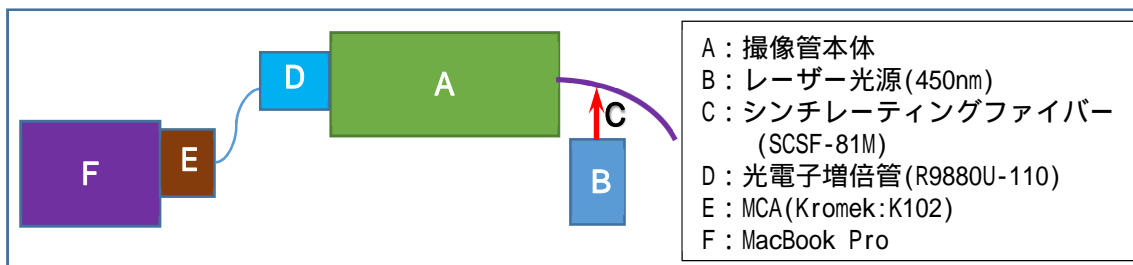 D
A
C
E
F
B
A：撮像管本体
B：レーザー光源(450nm)
C：シンチレーティングファイバー
(SCSF-81M)
D：光電子増倍管(R9880U-110)
E：MCA(Kromek:K102)
F：MacBook Pro